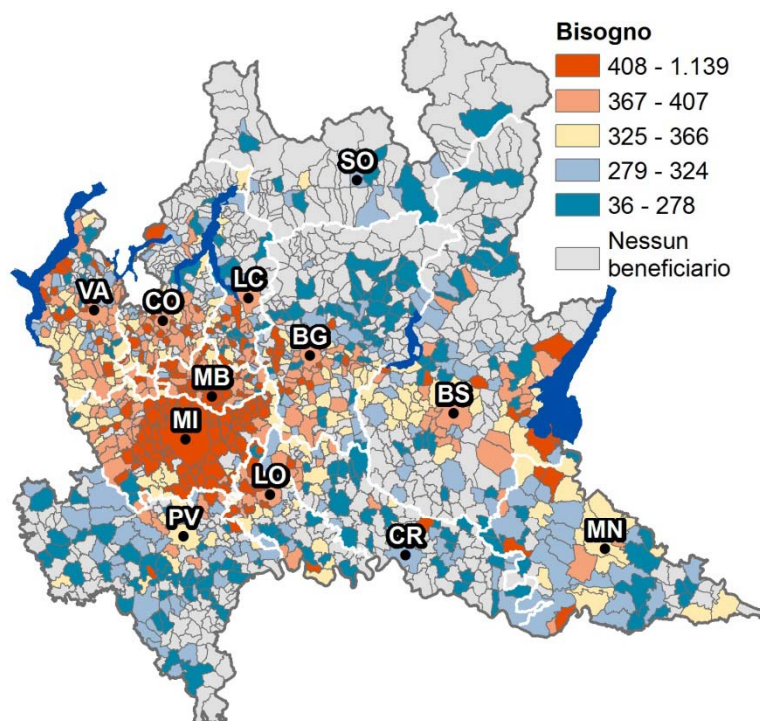 Bisogno
408 - 1.139
367 - 407
325 - 366
279 - 324
36 - 278
Nessun
beneficiario
SO
VA
CO
LC
BG
MB
MI
BS
LO
PV
CR
MN